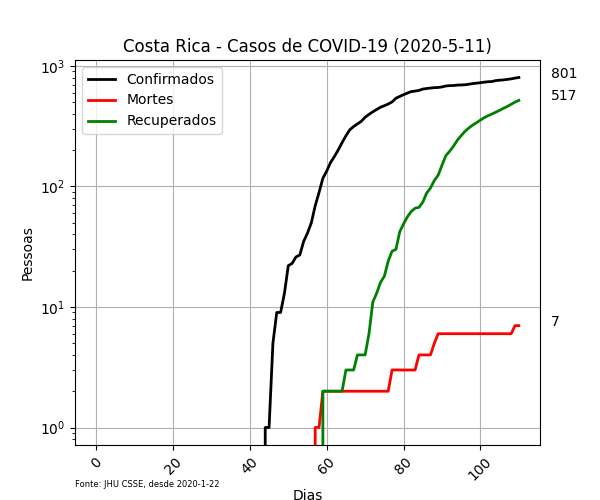 Costa Rica - Casos de COVID-19 (2020-5-11)
Confirmados
Mortes
Recuperados
801
517
7
10³
10²
10¹
10⁰
Pessoas
0
20
40
60
80
100
Fonte: JHU CSSE, desde 2020-1-22
Dias